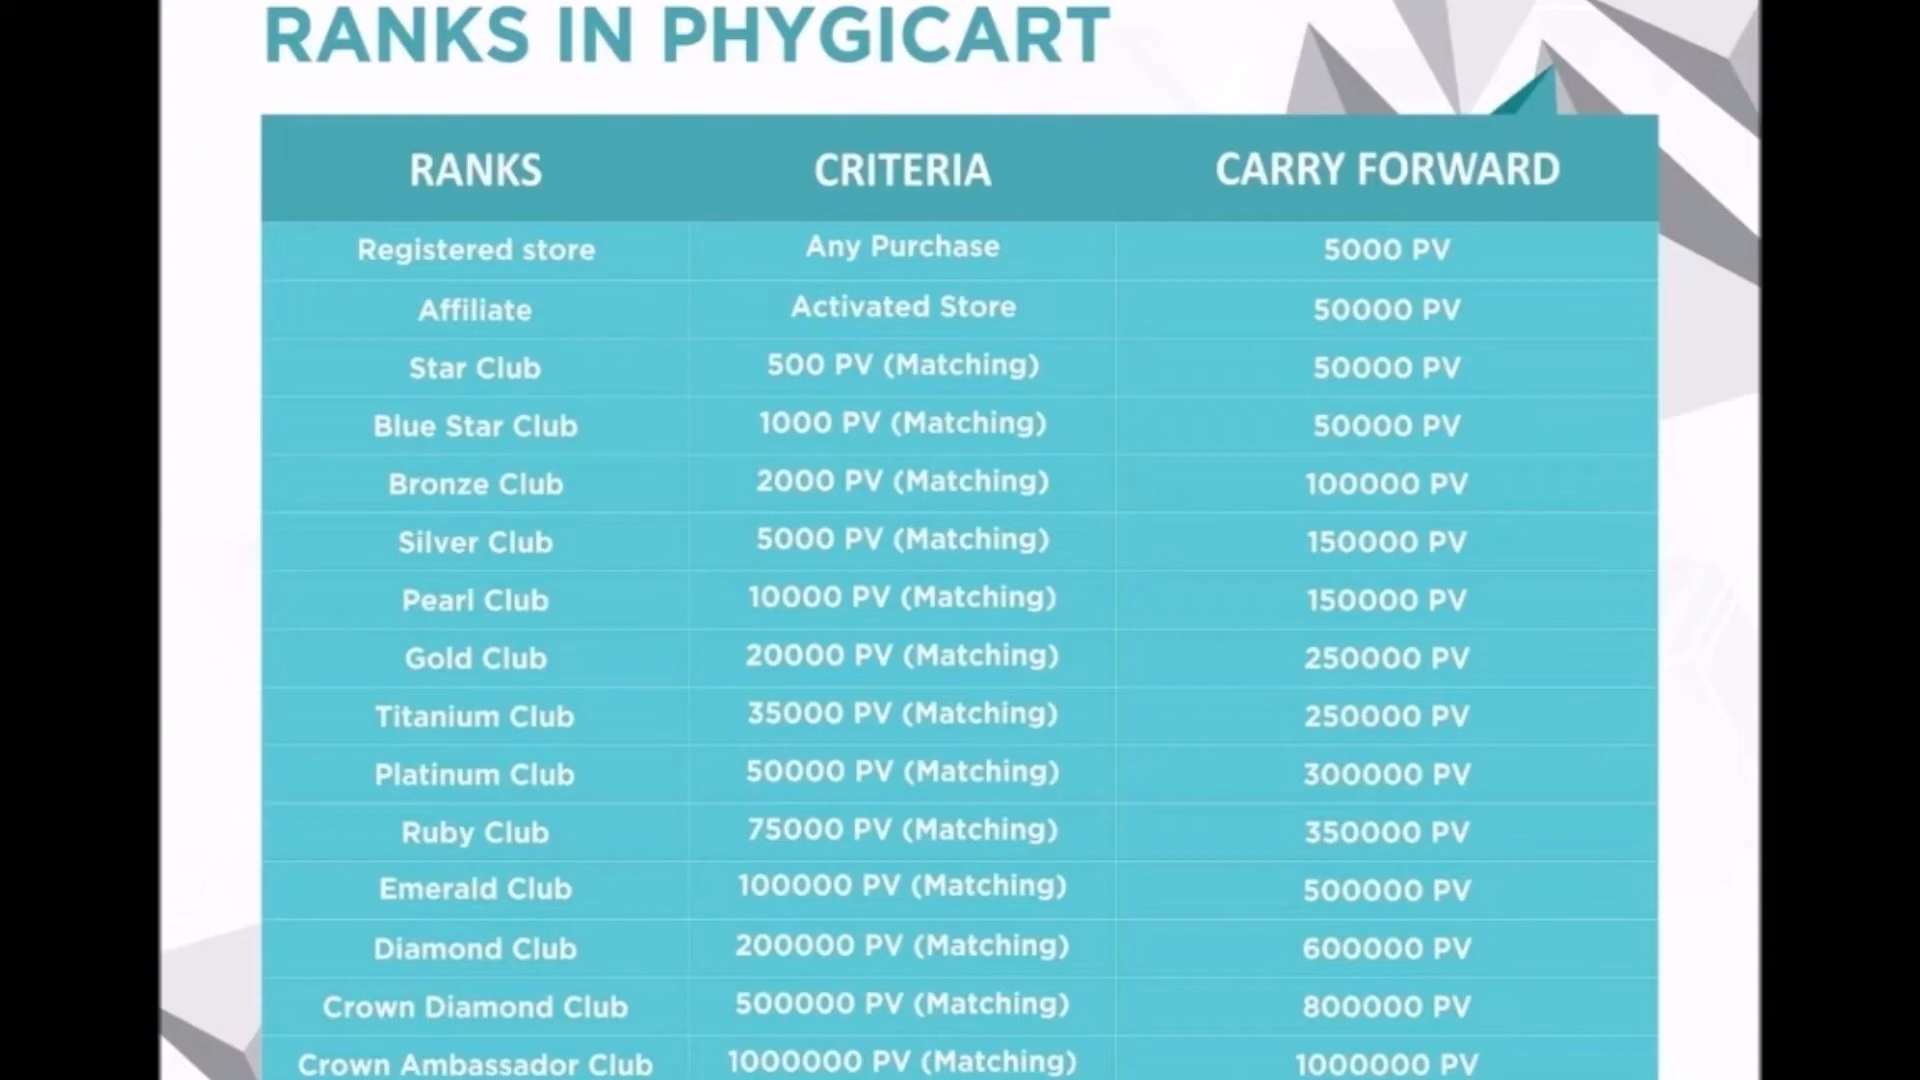 RANKS IN PHYGICART
RANKS CRITERIA CARRY FORWARD
Registered store Any Purchase 5000 PV
Affiliate Activated Store 50000 PV
Star Club 500 PV (Matching) 50000 PV
Blue Star Club 1000 PV (Matching) 50000 PV
Bronze Club 2000 PV (Matching) 100000 PV
Silver Club 5000 PV (Matching) 150000 PV
Pearl Club 10000 PV (Matching) 150000 PV
Gold Club 20000 PV (Matching) 250000 PV
Titanium Club 35000 PV (Matching) 250000 PV
Platinum Club 50000 PV (Matching) 300000 PV
Ruby Club 75000 PV (Matching) 350000 PV
Emerald Club 100000 PV (Matching) 500000 PV
Diamond Club 200000 PV (Matching) 600000 PV
Crown Diamond Club 500000 PV (Matching) 800000 PV
Crown Ambassador Club 1000000 PV (Matching) 1000000 PV